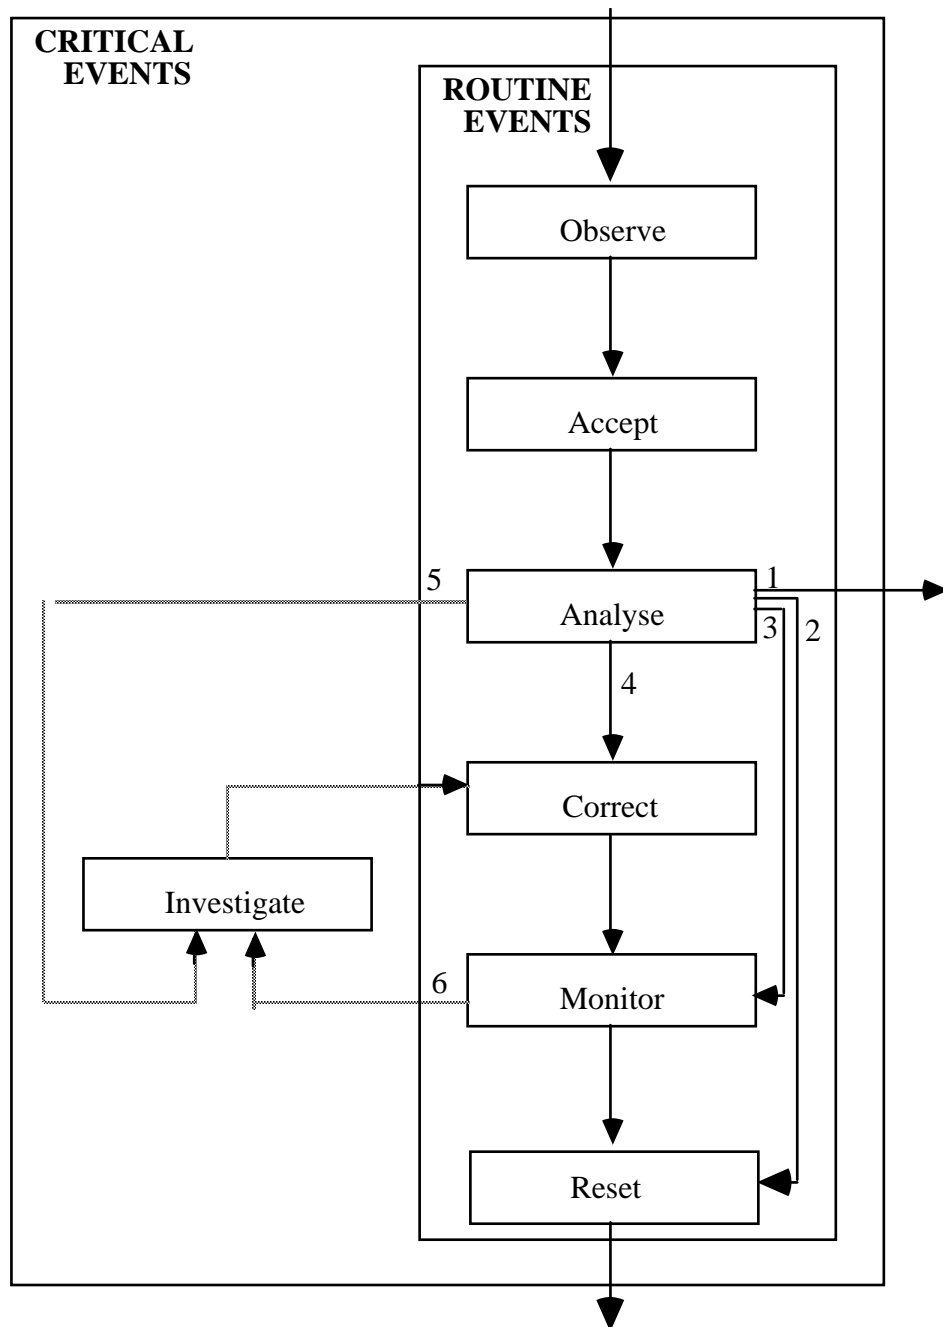 CRITICAL
EVENTS
ROUTINE
EVENTS
Observe
Accept
5
1
Analyse
3
2
4
Correct
Investigate
6
Monitor
Reset